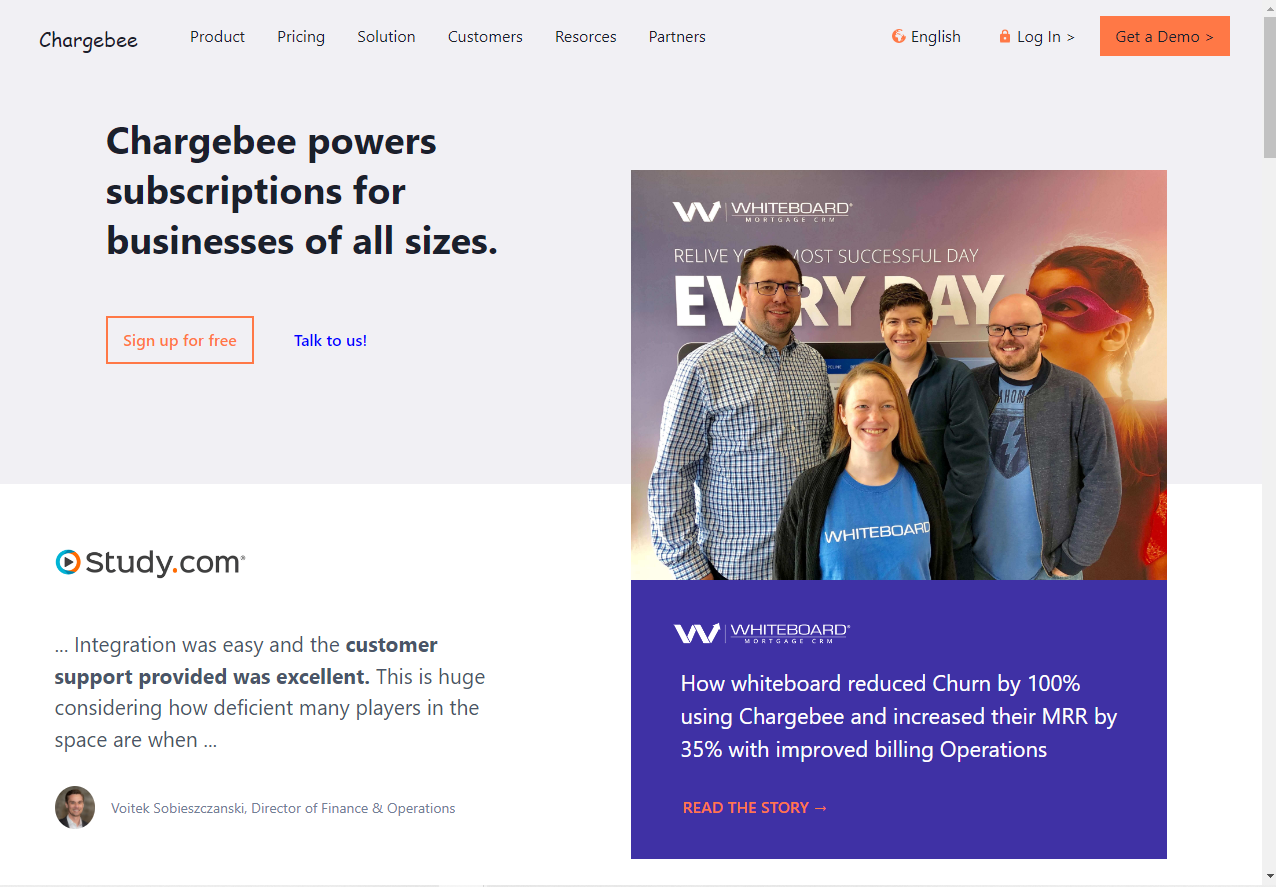 Chargebee
Product
Pricing
Solution
Customers
Resorces
Partners
English
Log In >
Get a Demo >
Chargebee powers
subscriptions for
businesses of all sizes.
Sign up for free
Talk to us!
WHITEBOARD®
MORTGAGE CRM
RELIVE YO MOST SUCCESSFUL DAY
EVERY DAY
WHITEBOARD
Study.com®
... Integration was easy and the customer
support provided was excellent. This is huge
considering how deficient many players in the
space are when ...
Voitek Sobieszczanski, Director of Finance & Operations
WHITEBOARD®
MORTGAGE CRM
How whiteboard reduced Churn by 100%
using Chargebee and increased their MRR by
35% with improved billing Operations
READ THE STORY →